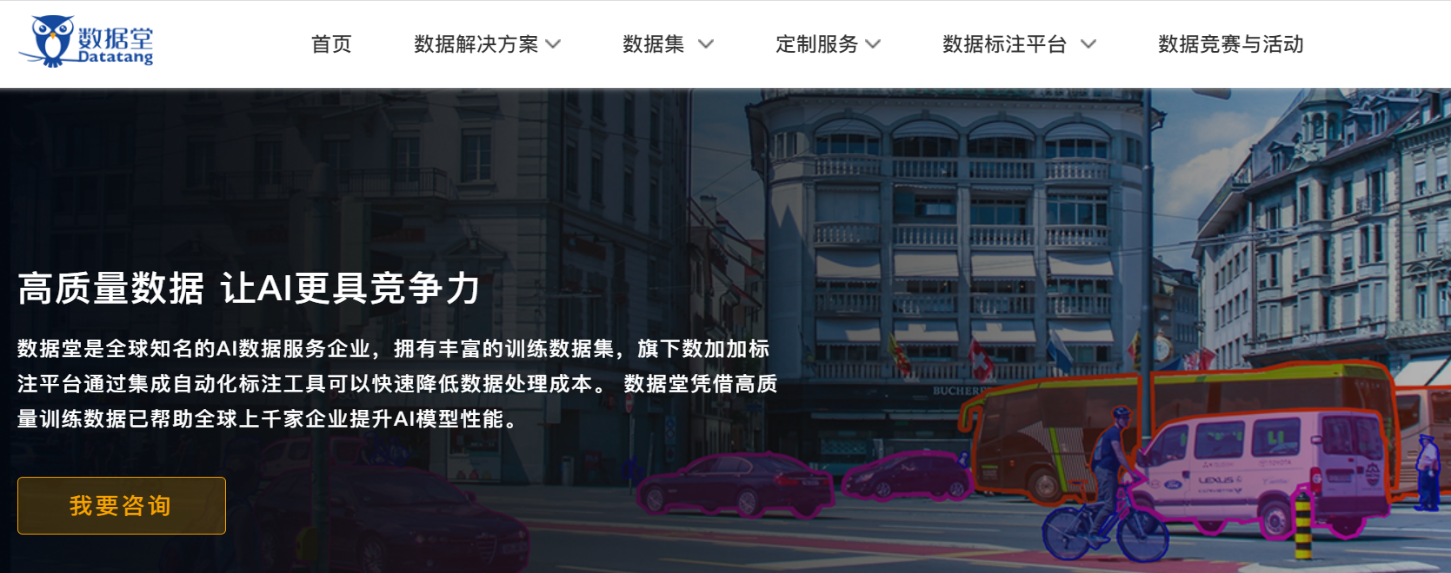 数据堂
Datatang
首页
数据解决方案
数据集
定制服务
数据标注平台
数据竞赛与活动
高质量数据 让AI更具竞争力
数据堂是全球知名的AI数据服务企业，拥有丰富的训练数据集，旗下数加加标
注平台通过集成自动化标注工具可以快速降低数据处理成本。 数据堂凭借高质
量训练数据已帮助全球上千家企业提升AI模型性能。
我要咨询
BUCHERE
LEXUS
TOYOTA
Ford